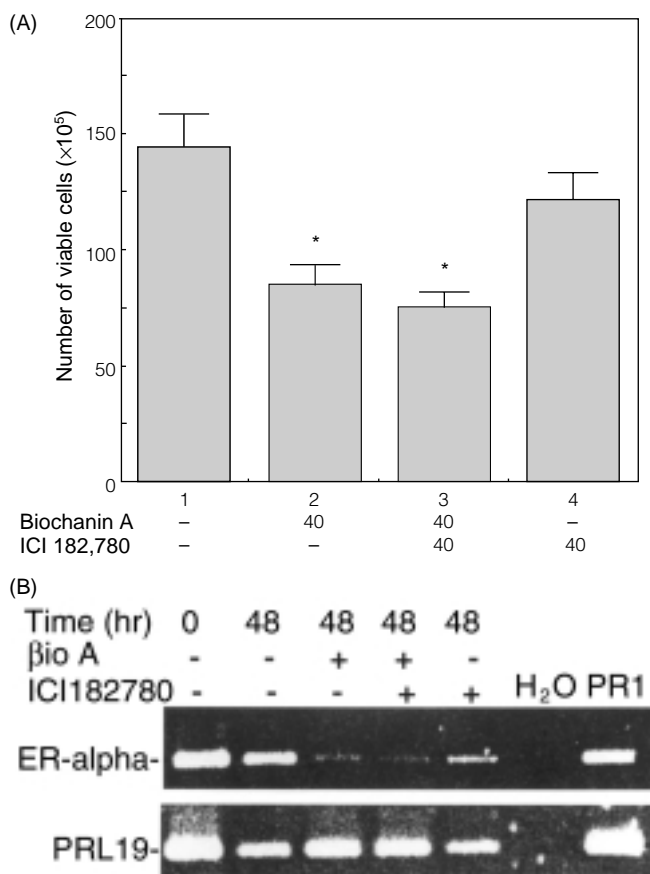 (A)
200
150
100
50
0
Number of viable cells (×10⁵)
* *
1 2 3 4
Biochanin A – 40 40 –
ICI 182,780 – – 40 40
(B)
Time (hr) 0 48 48 48 48
βio A - - + + -
ICI182780 - - - + + H₂O PR1
ER-alpha-
PRL19-